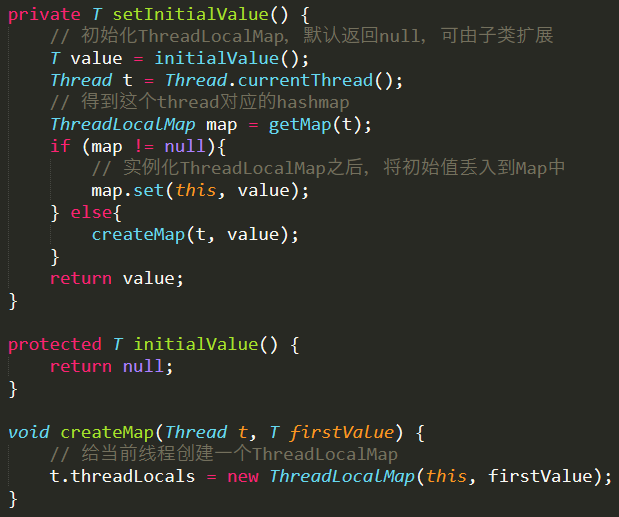 private T setInitialValue() {
    // 初始化ThreadLocalMap, 默认返回null, 可由子类扩展
    T value = initialValue();
    Thread t = Thread.currentThread();
    // 得到这个thread对应的hashmap
    ThreadLocalMap map = getMap(t);
    if (map != null){
        // 实例化ThreadLocalMap之后, 将初始值丢入到Map中
        map.set(this, value);
    } else{
        createMap(t, value);
    }
    return value;
}

protected T initialValue() {
    return null;
}

void createMap(Thread t, T firstValue) {
    // 给当前线程创建一个ThreadLocalMap
    t.threadLocals = new ThreadLocalMap(this, firstValue);
}